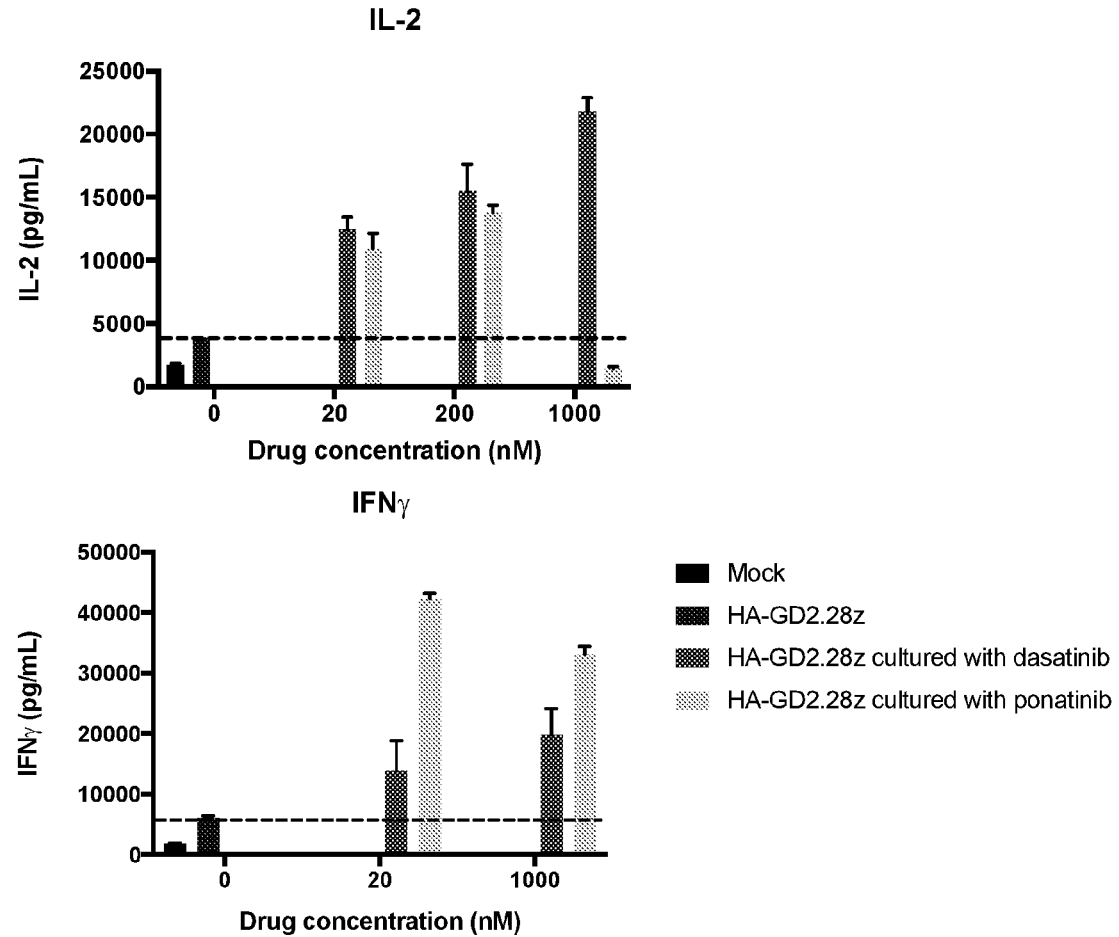 IL-2
25000
20000
15000
10000
5000
0
IL-2 (pg/mL)
0 20 200 1000
Drug concentration (nM)
IFNγ
50000
40000
30000
20000
10000
0
IFNγ (pg/mL)
0 20 1000
Drug concentration (nM)
Mock
HA-GD2.28z
HA-GD2.28z cultured with dasatinib
HA-GD2.28z cultured with ponatinib